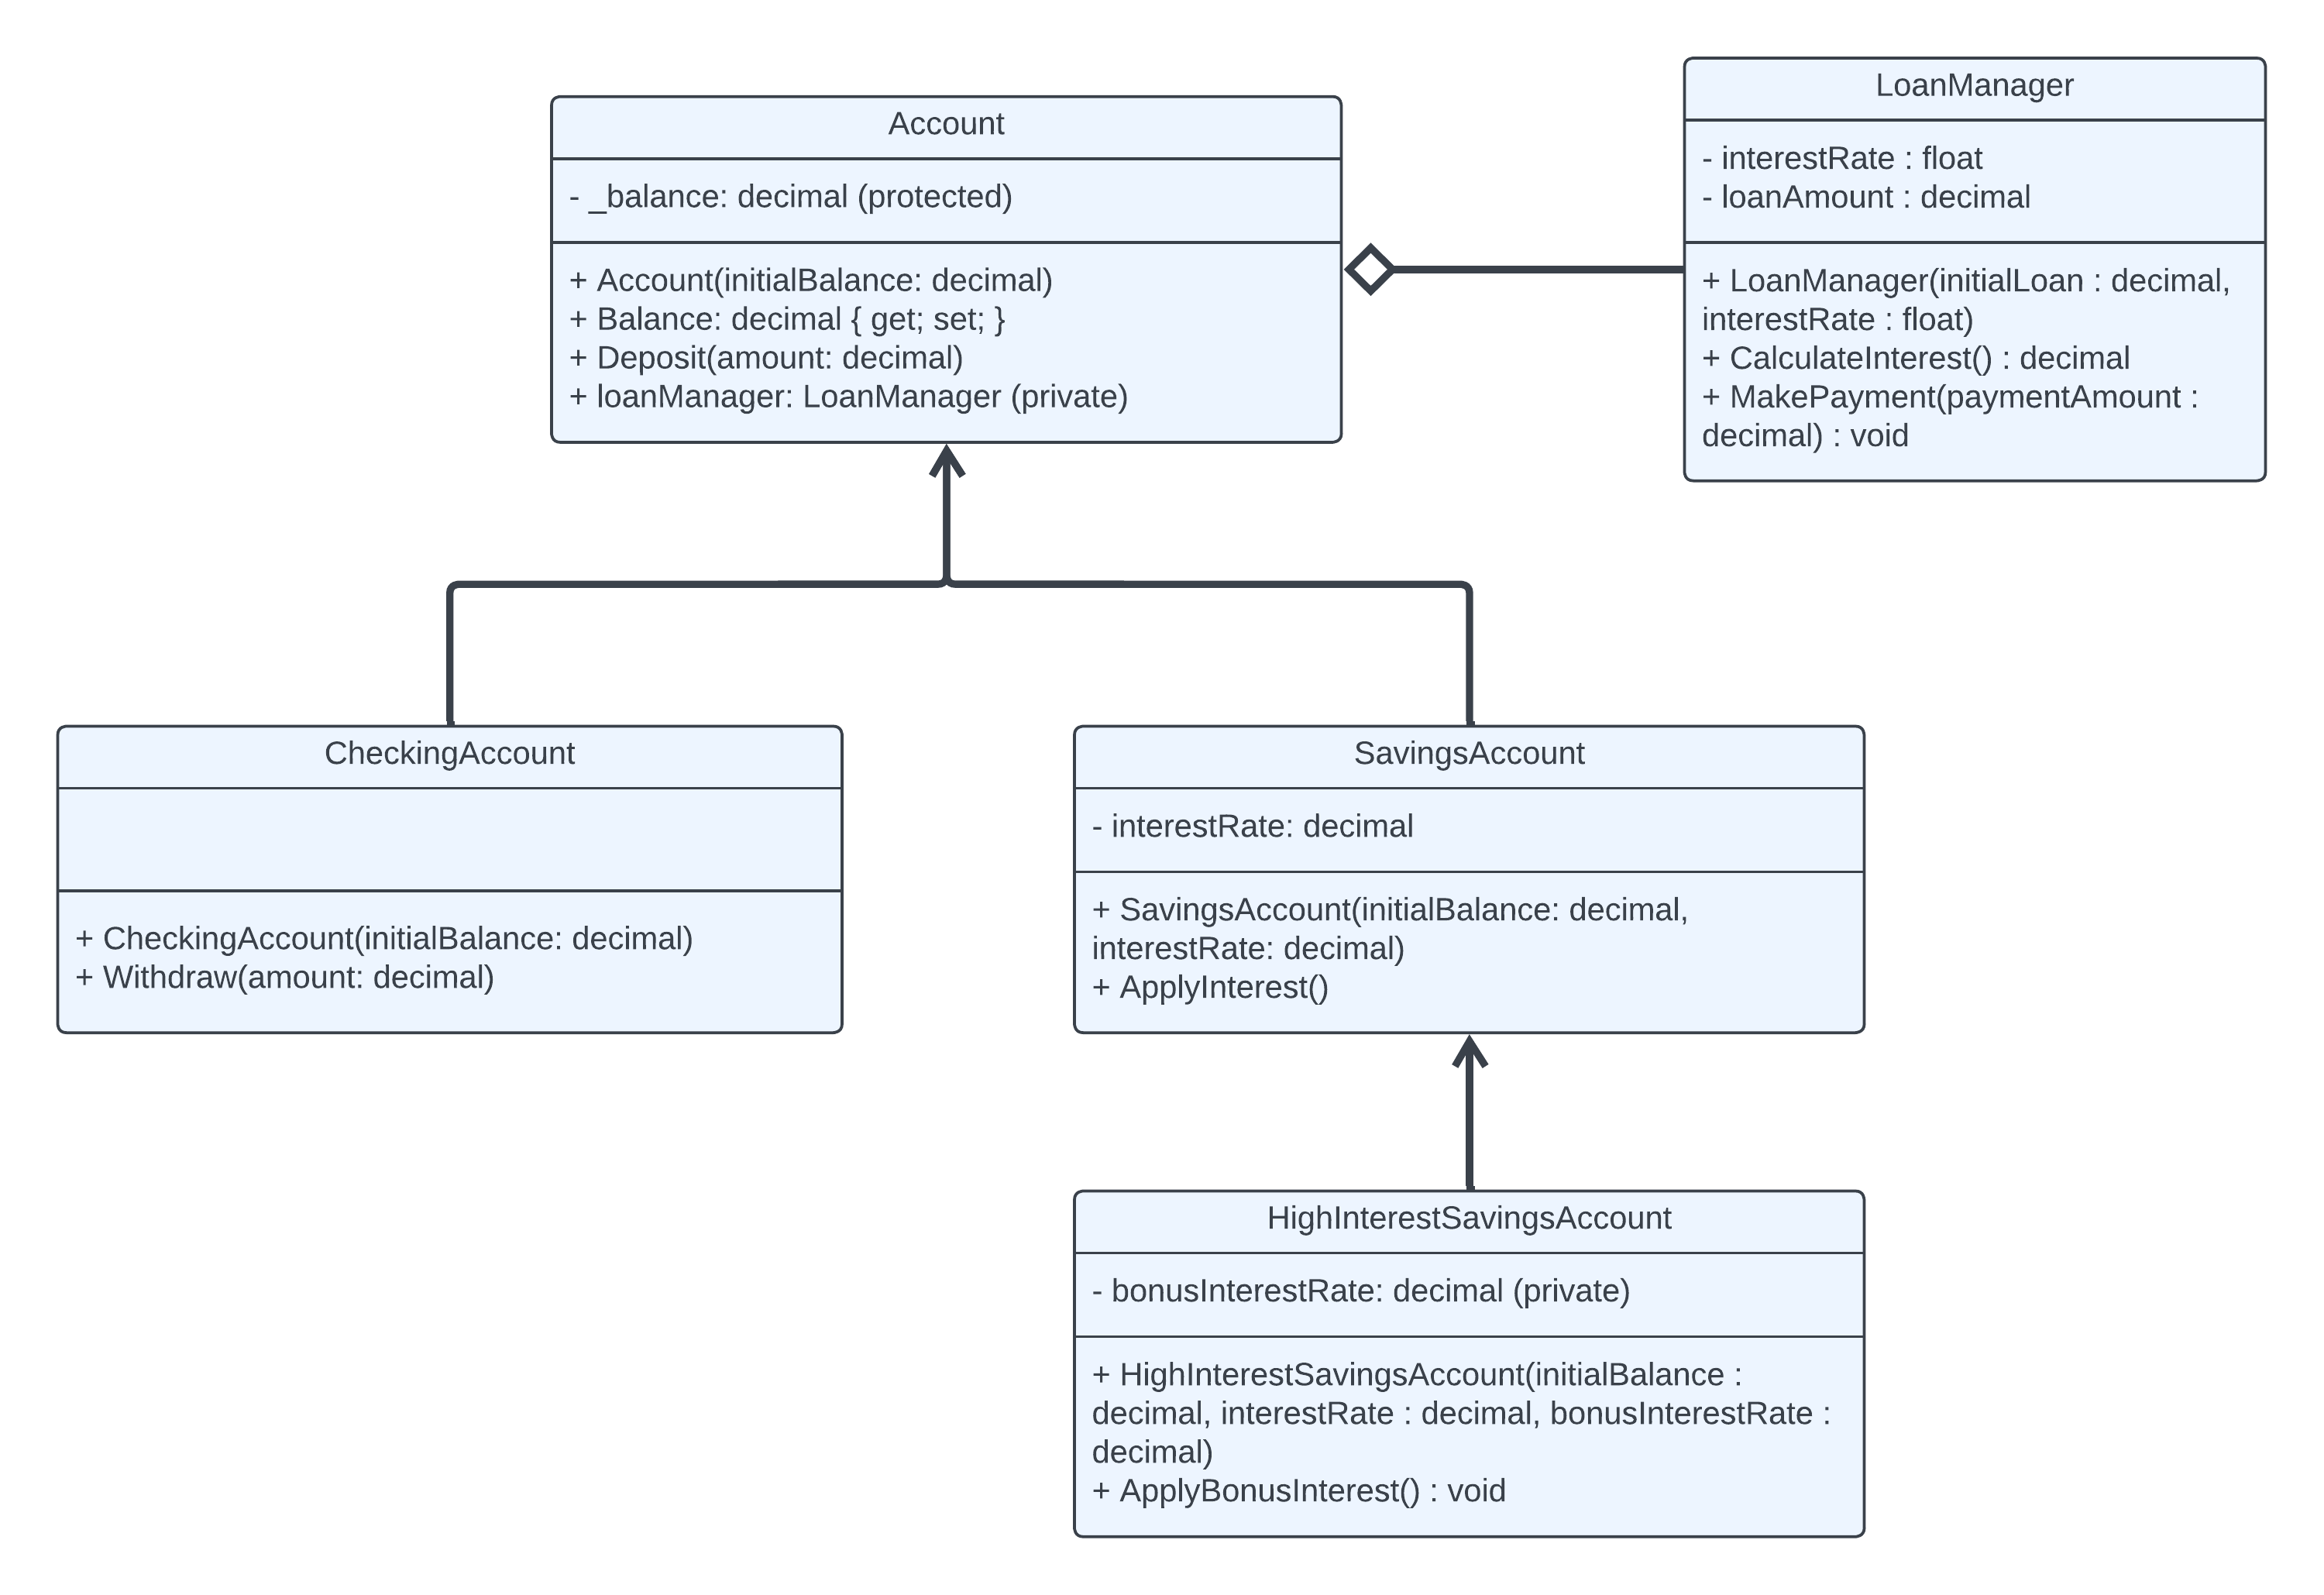 Account
- _balance: decimal (protected)
+ Account(initialBalance: decimal)
+ Balance: decimal { get; set; }
+ Deposit(amount: decimal)
+ loanManager: LoanManager (private)
LoanManager
- interestRate : float
- loanAmount : decimal
+ LoanManager(initialLoan : decimal,
interestRate : float)
+ CalculateInterest() : decimal
+ MakePayment(paymentAmount :
decimal) : void
CheckingAccount
+ CheckingAccount(initialBalance: decimal)
+ Withdraw(amount: decimal)
SavingsAccount
- interestRate: decimal
+ SavingsAccount(initialBalance: decimal,
interestRate: decimal)
+ ApplyInterest()
HighInterestSavingsAccount
- bonusInterestRate: decimal (private)
+ HighInterestSavingsAccount(initialBalance :
decimal, interestRate : decimal, bonusInterestRate :
decimal)
+ ApplyBonusInterest() : void